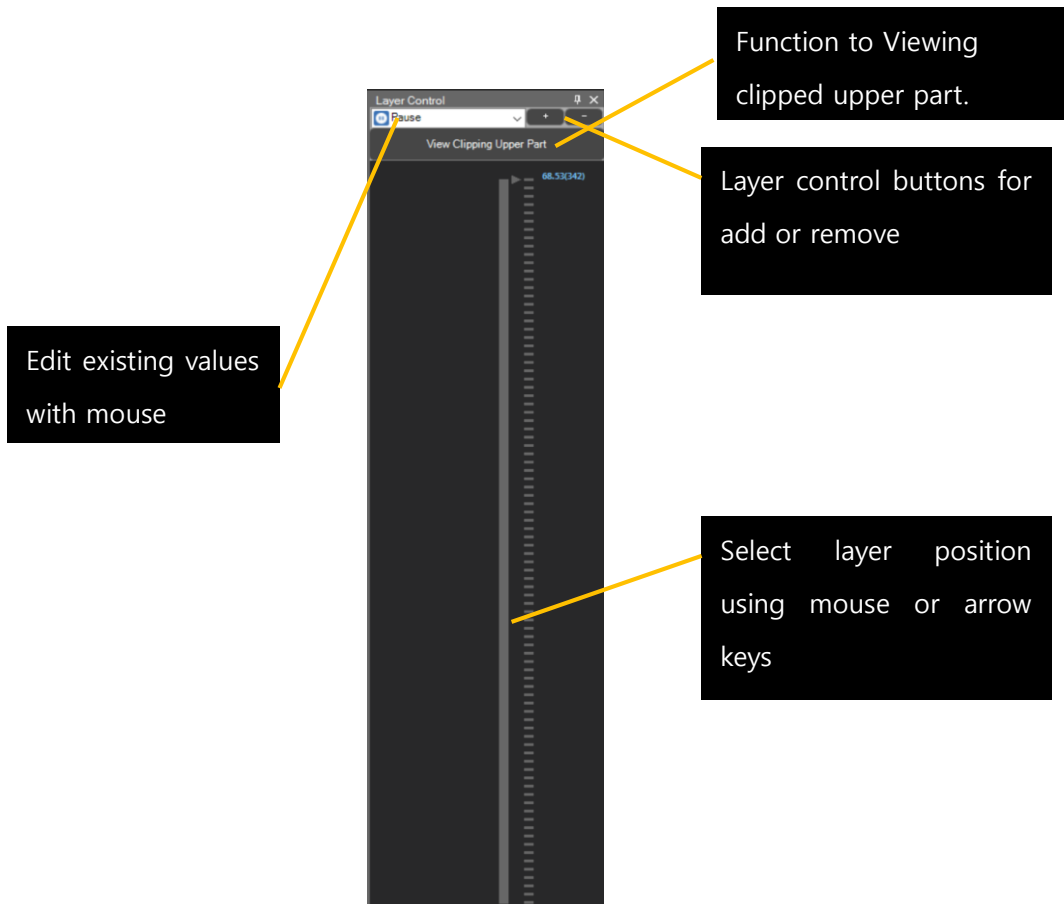 Function to Viewing
clipped upper part.
Layer Control
Pause
+ −
View Clipping Upper Part
68.53(342)
Layer control buttons for
add or remove
Edit existing values
with mouse
Select layer position
using mouse or arrow
keys